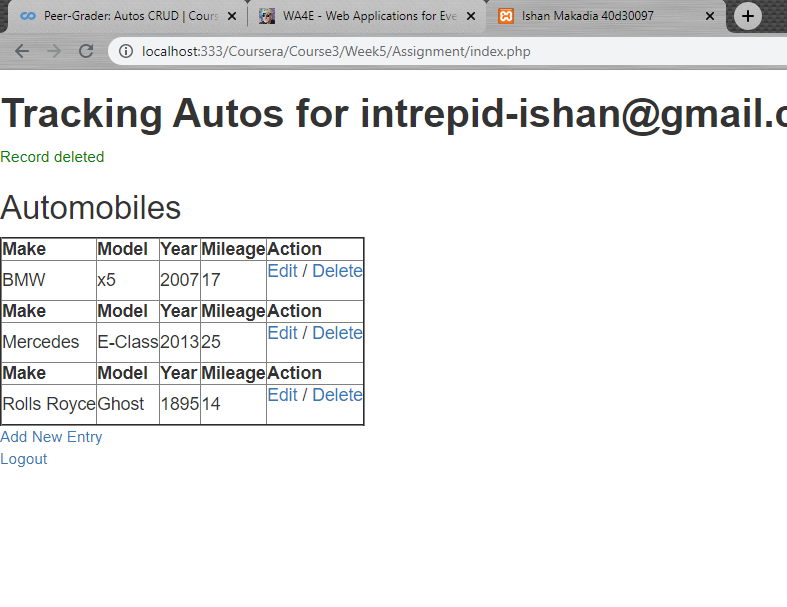 Peer-Grader: Autos CRUD | Cours
WA4E - Web Applications for Eve
Ishan Makadia 40d30097
localhost:333/Coursera/Course3/Week5/Assignment/index.php
Tracking Autos for intrepid-ishan@gmail.c
Record deleted
Automobiles
Make Model Year Mileage Action
BMW x5 2007 17 Edit / Delete
Make Model Year Mileage Action
Mercedes E-Class 2013 25 Edit / Delete
Make Model Year Mileage Action
Rolls Royce Ghost 1895 14 Edit / Delete
Add New Entry
Logout